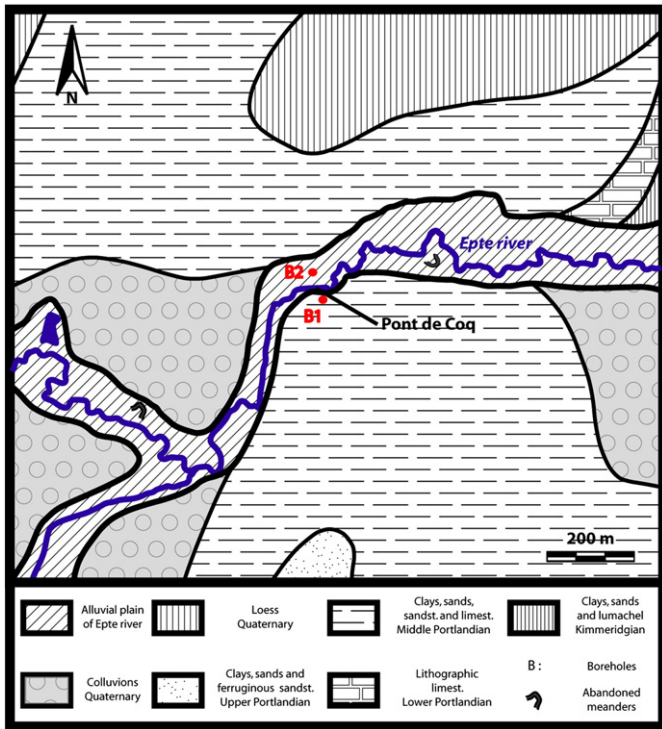 N
Epte river
B2
B1
Pont de Coq
200 m
Alluvial plain
of Epte river
Loess
Quaternary
Clays, sands,
sandst. and limest.
Middle Portlandian
Clays, sands
and lumachel
Kimmeridgian
Colluvions
Quaternary
Clays, sands and
ferruginous sandst.
Upper Portlandian
Lithographic
limest.
Lower Portlandian
B : Boreholes
Abandoned
meanders